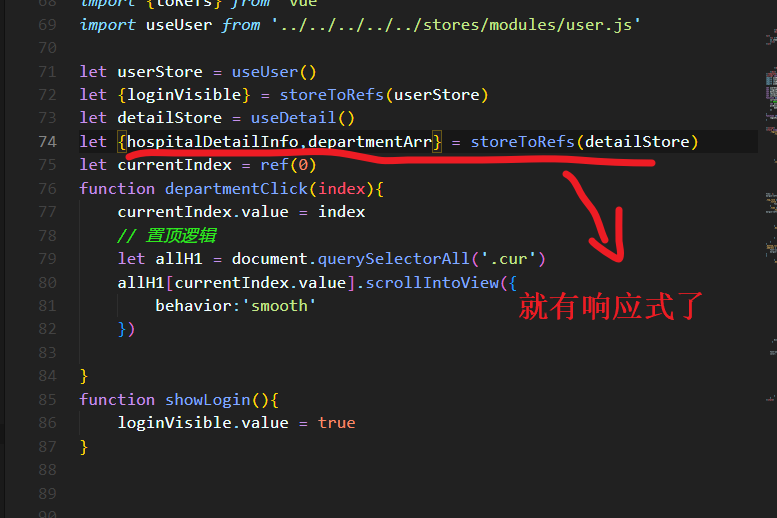 68 import {toRefs} from 'vue'
69 import useUser from '../../../../../stores/modules/user.js'
70
71 let userStore = useUser()
72 let {loginVisible} = storeToRefs(userStore)
73 let detailStore = useDetail()
74 let {hospitalDetailInfo,departmentArr} = storeToRefs(detailStore)
75 let currentIndex = ref(0)
76 function departmentClick(index){
77 currentIndex.value = index
78 // 置顶逻辑
79 let allH1 = document.querySelectorAll('.cur')
80 allH1[currentIndex.value].scrollIntoView({
81 behavior:'smooth'
就有响应式了
82 })
83
84 }
85 function showLogin(){
86 loginVisible.value = true
87 }
88
89
90